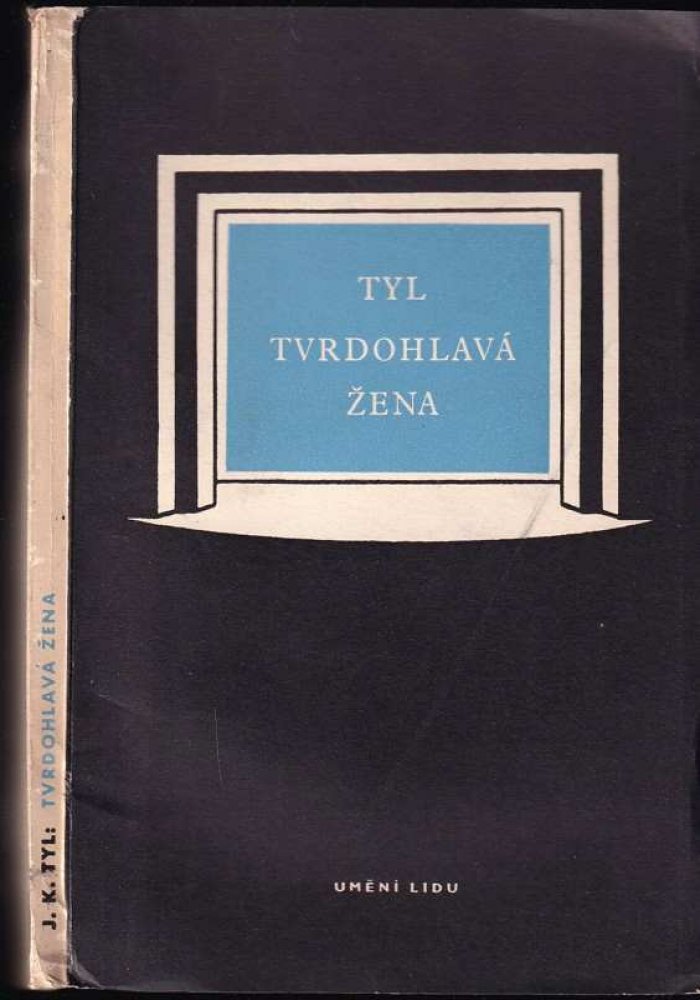 TYL
TVRDOHLAVÁ
ŽENA
UMĚNÍ LIDU
J. K. TYL: TVRDOHLAVÁ ŽENA